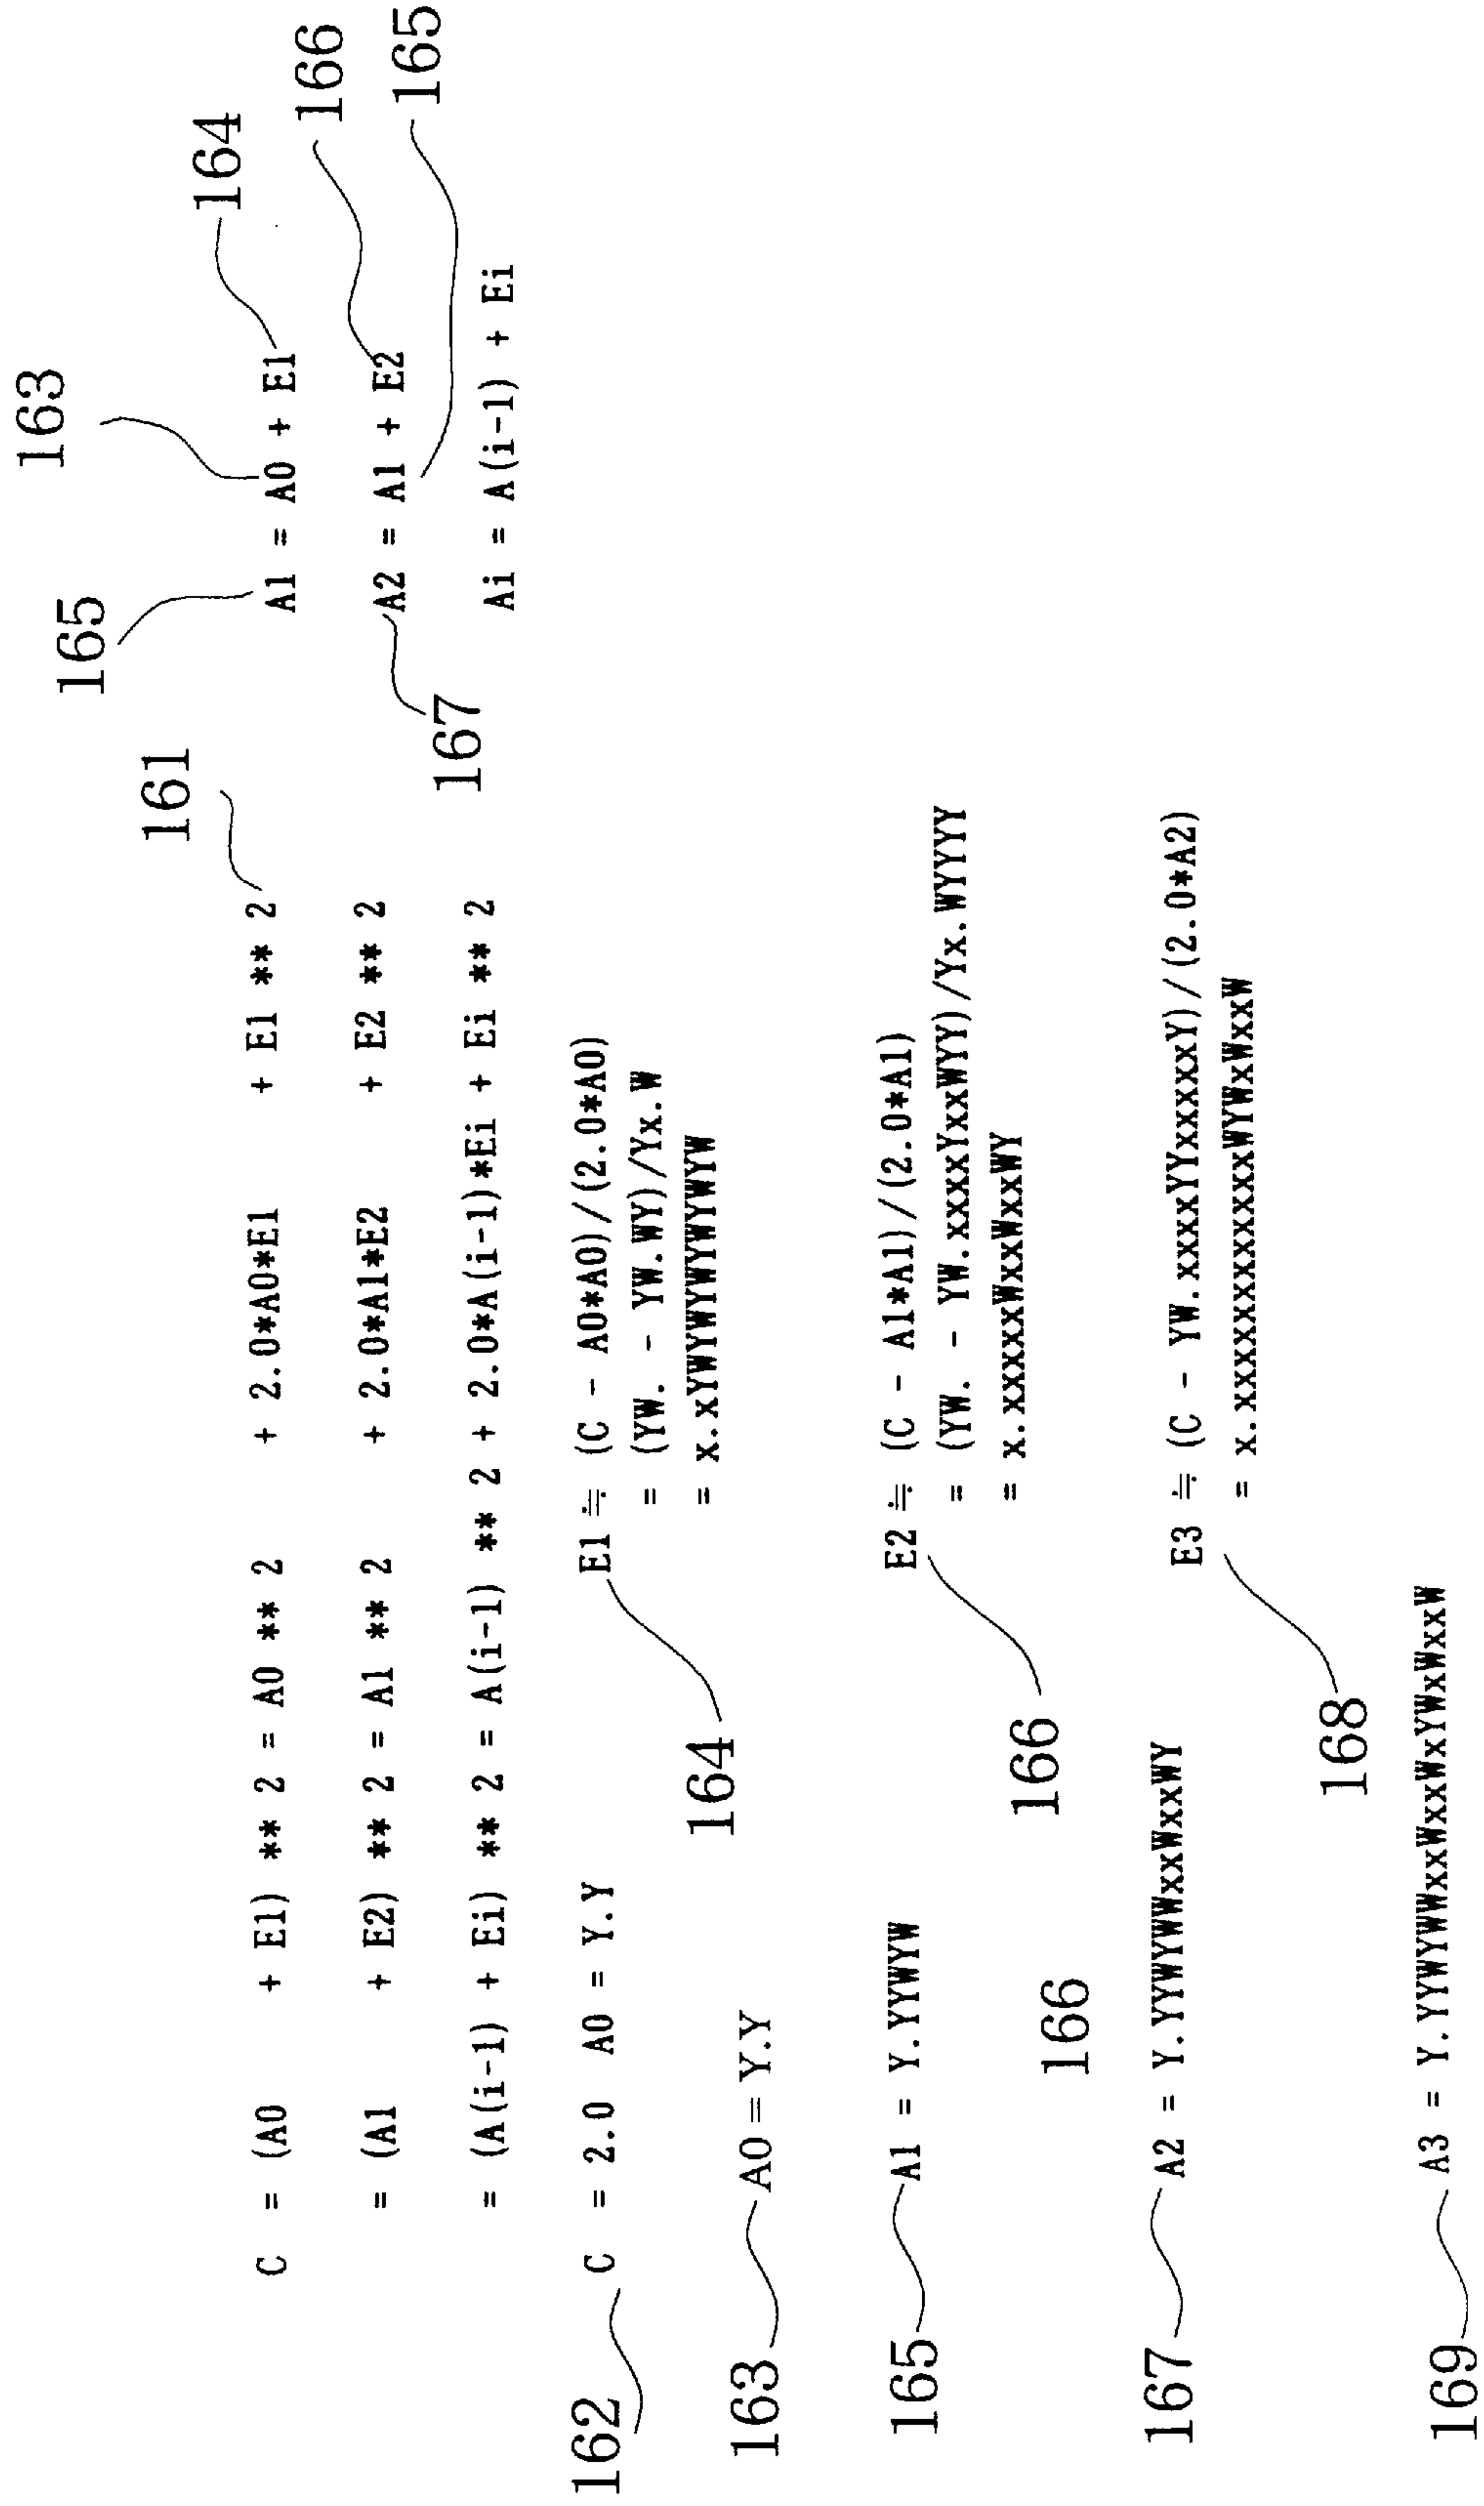 163
165
164
161
166
C = (A0 + E1) ** 2 = A0 ** 2 + 2.0*A0*E1 + E1 ** 2
A1 = A0 + E1
= (A1 + E2) ** 2 = A1 ** 2 + 2.0*A1*E2 + E2 ** 2
A2 = A1 + E2
165
167
= (A(i-1) + Ei) ** 2 = A(i-1) ** 2 + 2.0*A(i-1)*Ei + Ei ** 2
Ai = A(i-1) + Ei
162
C = 2.0 A0 = Y.Y
E1 ≒ (C - A0*A0)/(2.0*A0)
= (YW. - YW.WY)/Yx.W
= x.xYWYWYWYWYWYW
164
163
A0=Y.Y
165
A1 = Y.YYWYW
E2 ≒ (C - A1*A1)/(2.0*A1)
= (YW. - YW.xxxxYxxWYY)/Yx.WYYYY
= x.xxxxxWxxWxxWY
166
166
167
A2 = Y.YYWYWWxxWxxWY
E3 ≒ (C - YW.xxxxYYxxxxxY)/(2.0*A2)
= x.xxxxxxxxxxxxWYWxWxxW
168
169
A3 = Y.YYWYWWxxWxxWxYWxWxxW